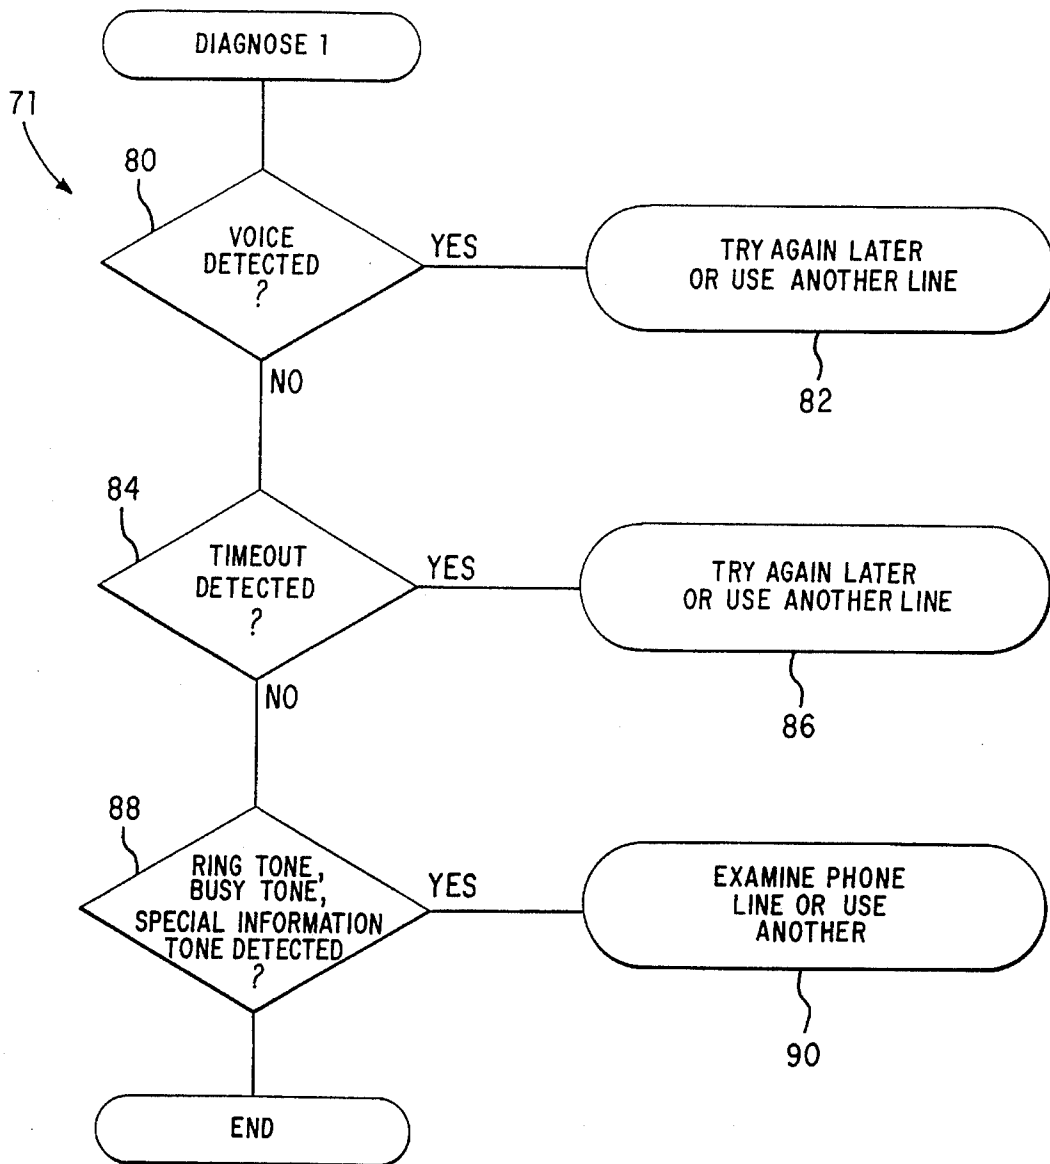 DIAGNOSE 1
71
80
VOICE
DETECTED
?
YES
TRY AGAIN LATER
OR USE ANOTHER LINE
82
NO
84
TIMEOUT
DETECTED
?
YES
TRY AGAIN LATER
OR USE ANOTHER LINE
86
NO
88
RING TONE,
BUSY TONE,
SPECIAL INFORMATION
TONE DETECTED
?
YES
EXAMINE PHONE
LINE OR USE
ANOTHER
90
END